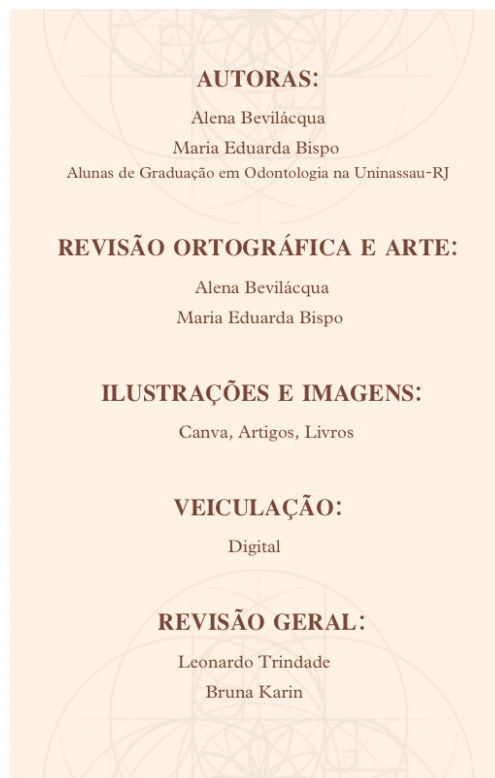 AUTORAS:
Alena Bevilácqua
Maria Eduarda Bispo
Alunas de Graduação em Odontologia na Uninassau-RJ
REVISÃO ORTOGRÁFICA E ARTE:
Alena Bevilácqua
Maria Eduarda Bispo
ILUSTRAÇÕES E IMAGENS:
Canva, Artigos, Livros
VEICULAÇÃO:
Digital
REVISÃO GERAL:
Leonardo Trindade
Bruna Karin